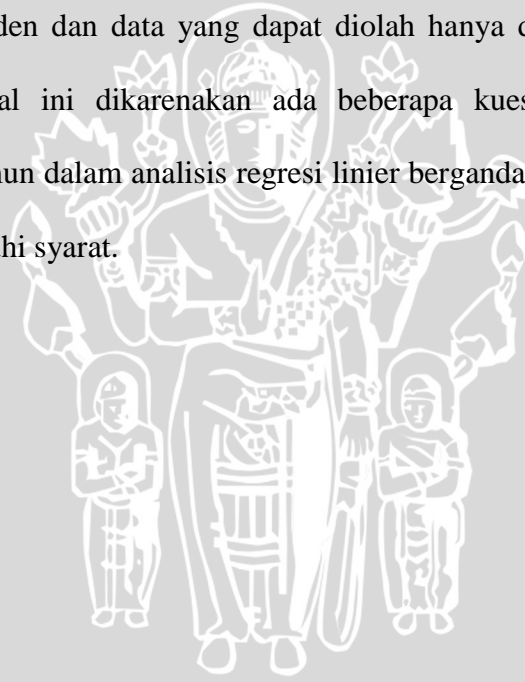 den dan data yang dapat diolah hanya
al ini dikarenakan ada beberapa kues
un dalam analisis regresi linier berganda
hi syarat.